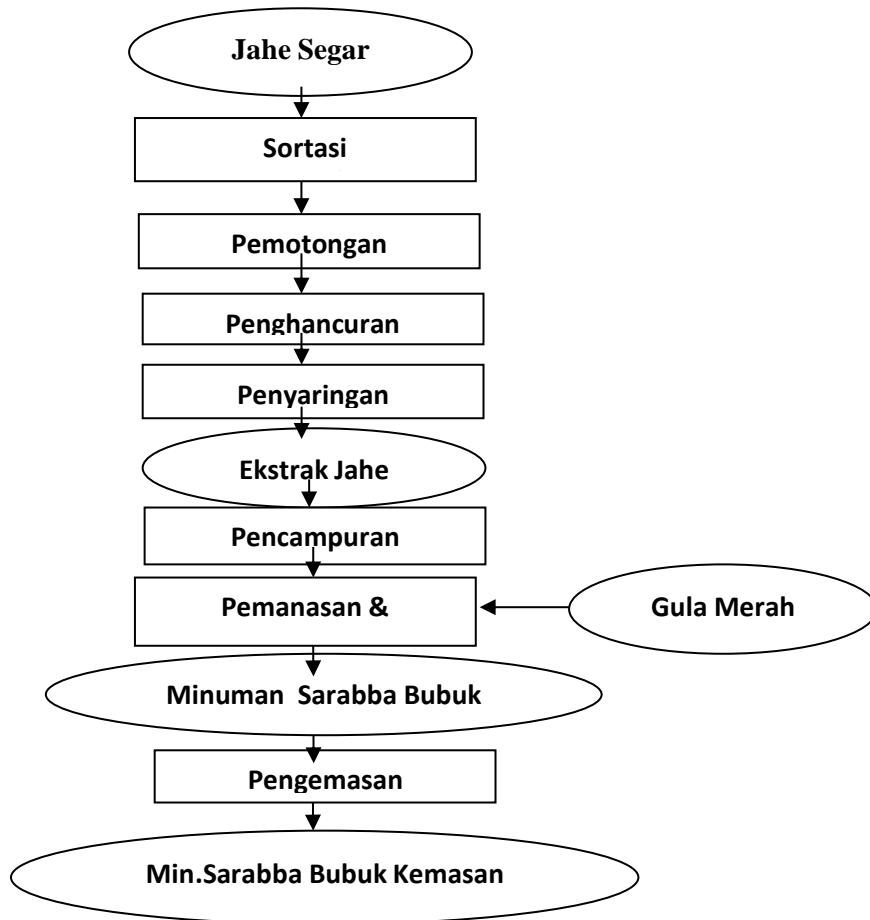 Jahe Segar
Sortasi
Pemotongan
Penghancuran
Penyaringan
Ekstrak Jahe
Pencampuran
Pemanasan &
Gula Merah
Minuman Sarabba Bubuk
Pengemasan
Min.Sarabba Bubuk Kemasan